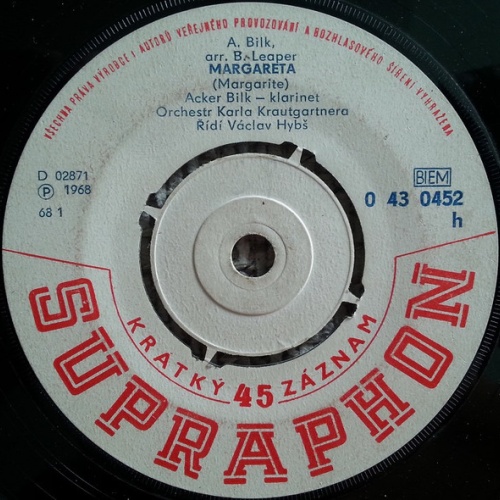 VŠECHNA PRÁVA VÝROBCE I AUTORŮ VEŘEJNÉHO PROVOZOVÁNÍ A ROZHLASOVÉHO ŠÍŘENÍ VYHRAŽENA
A. Bilk,
arr. B. Leaper
MARGARETA
(Margarite)
Acker Bilk – klarinet
Orchestr Karla Krautgartnera
Řídí Václav Hybš
D 02871
Ⓟ 1968
68 1
BIEM
0 43 0452
h
KRATKÝ 45 ZÁZNAM
SUPRAPHON